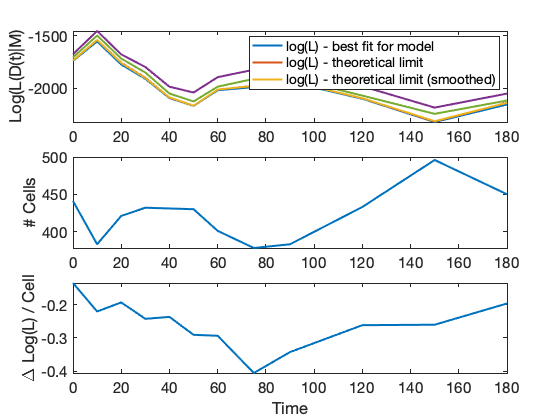 Log(L(D(t)|M)
-1500
-2000
log(L) - best fit for model
log(L) - theoretical limit
log(L) - theoretical limit (smoothed)
0 20 40 60 80 100 120 140 160 180
# Cells
500
450
400
0 20 40 60 80 100 120 140 160 180
Δ Log(L) / Cell
-0.2
-0.3
-0.4
0 20 40 60 80 100 120 140 160 180
Time